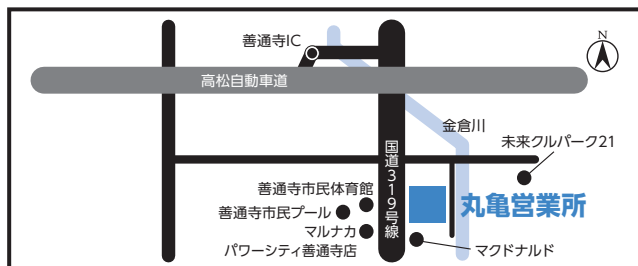 善通寺IC
N
高松自動車道
金倉川
未来クルパーク21
国道319号線
善通寺市民体育館
丸亀営業所
善通寺市民プール
マルナカ
パワーシティ善通寺店
マクドナルド